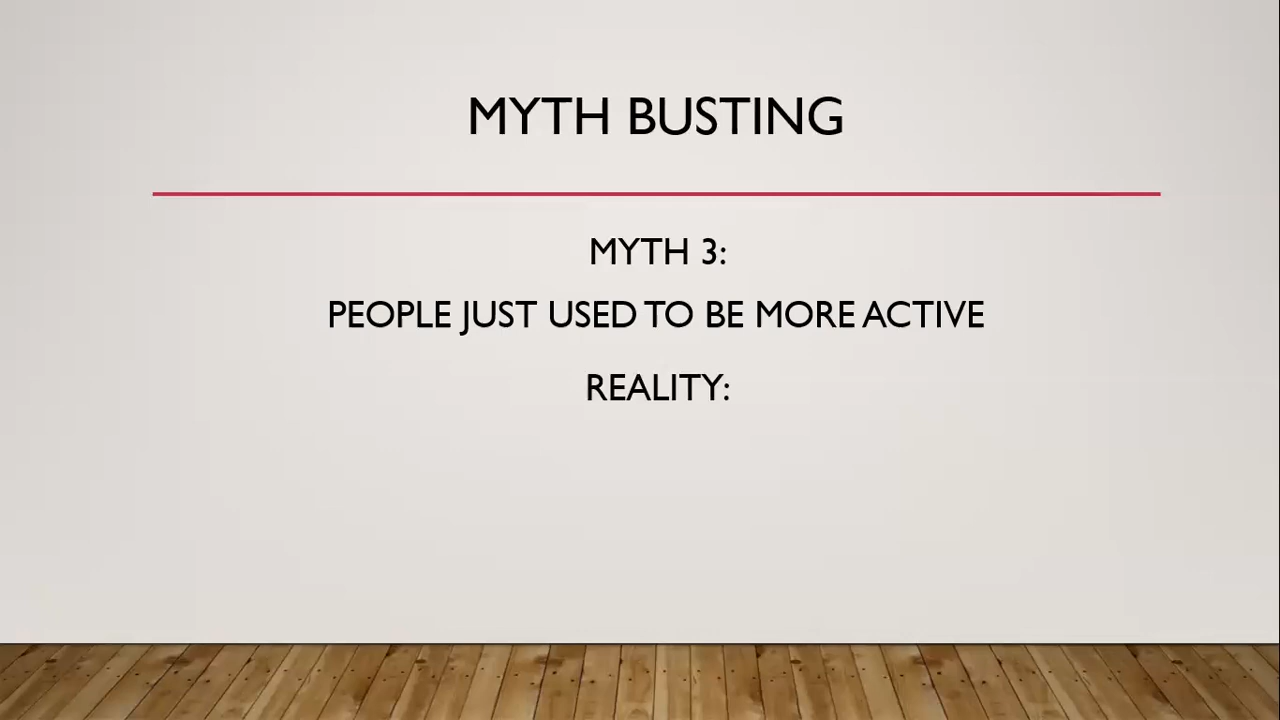 MYTH BUSTING
MYTH 3:
PEOPLE JUST USED TO BE MORE ACTIVE
REALITY: